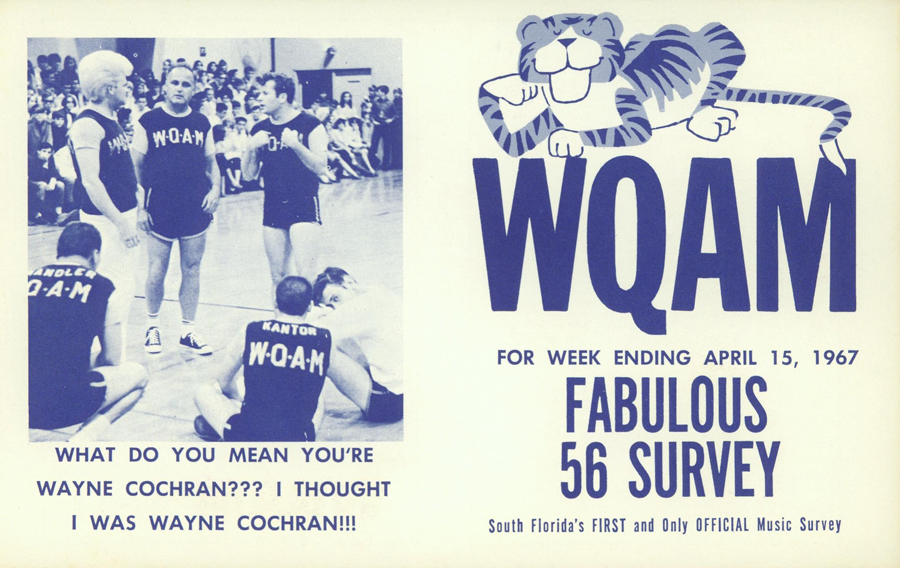 W·Q·A·M
Q·A·M
ANDLER
Q·A·M
KANTOR
W·Q·A·M
WHAT DO YOU MEAN YOU'RE
WAYNE COCHRAN??? I THOUGHT
I WAS WAYNE COCHRAN!!!
WQAM
FOR WEEK ENDING APRIL 15, 1967
FABULOUS
56 SURVEY
South Florida's FIRST and Only OFFICIAL Music Survey